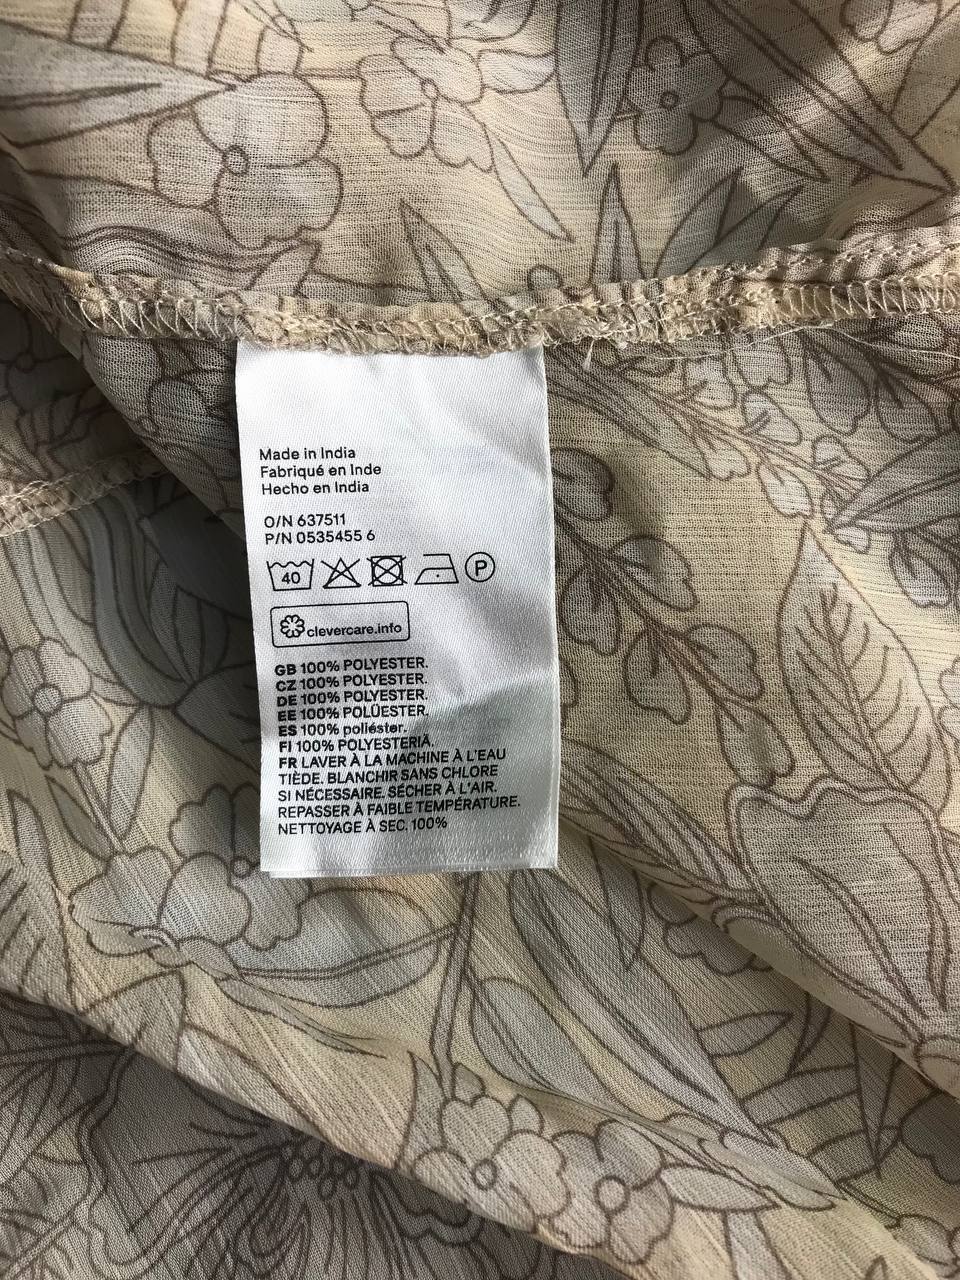 Made in India
Fabriqué en Inde
Hecho en India
O/N 637511
P/N 0535455 6
40 P
clevercare.info
GB 100% POLYESTER.
CZ 100% POLYESTER.
DE 100% POLYESTER.
EE 100% POLÜESTER.
ES 100% poliéster.
FI 100% POLYESTERIÄ.
FR LAVER À LA MACHINE À L'EAU
TIÈDE. BLANCHIR SANS CHLORE
SI NÉCESSAIRE. SÉCHER À L'AIR.
REPASSER À FAIBLE TEMPÉRATURE.
NETTOYAGE À SEC. 100%